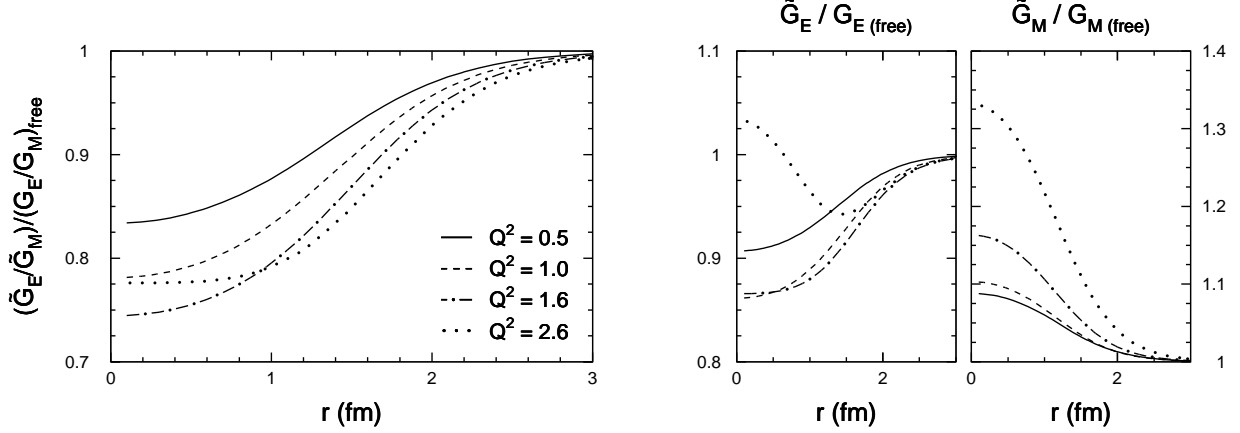 G̃E / GE (free)
G̃M / GM (free)
(G̃E/G̃M)/(GE/GM)free
1
0.9
0.8
0.7
0
1
2
3
r (fm)
Q² = 0.5
Q² = 1.0
Q² = 1.6
Q² = 2.6
1.1
1
0.9
0.8
0
2
r (fm)
0
2
r (fm)
1.4
1.3
1.2
1.1
1